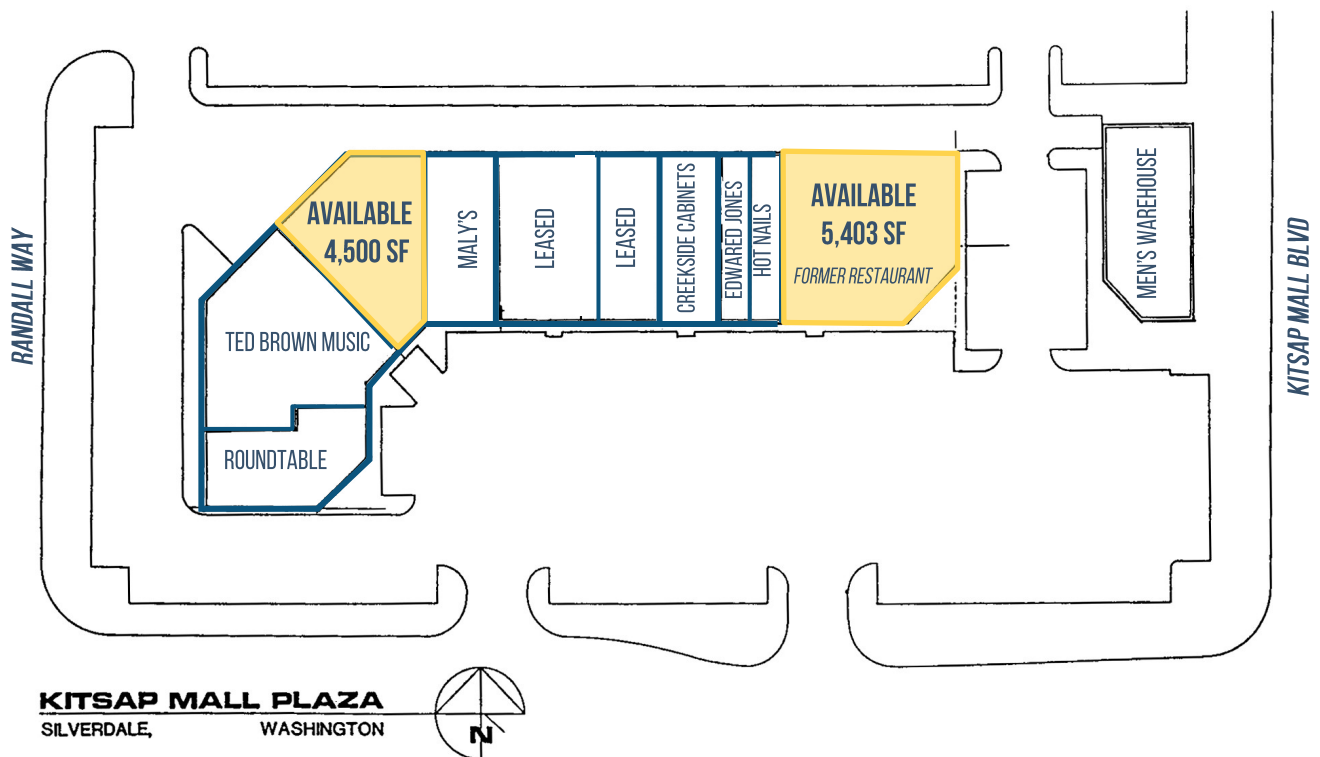 RANDALL WAY
AVAILABLE
4,500 SF
MALY'S
LEASED
LEASED
CREEKSIDE CABINETS
EDWARED JONES
HOT NAILS
AVAILABLE
5,403 SF
FORMER RESTAURANT
MEN'S WAREHOUSE
KITSAP MALL BLVD
TED BROWN MUSIC
ROUNDTABLE
KITSAP MALL PLAZA
SILVERDALE, WASHINGTON
N